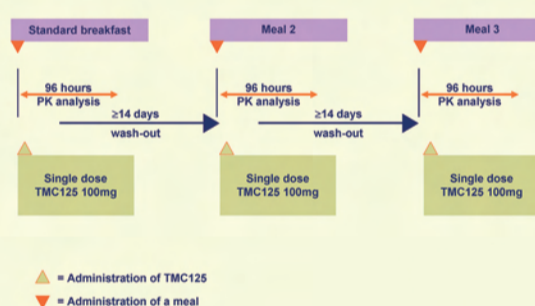 Standard breakfast
Meal 2
Meal 3
96 hours
PK analysis
96 hours
PK analysis
96 hours
PK analysis
≥14 days
wash-out
≥14 days
wash-out
Single dose
TMC125 100mg
Single dose
TMC125 100mg
Single dose
TMC125 100mg
= Administration of TMC125
= Administration of a meal